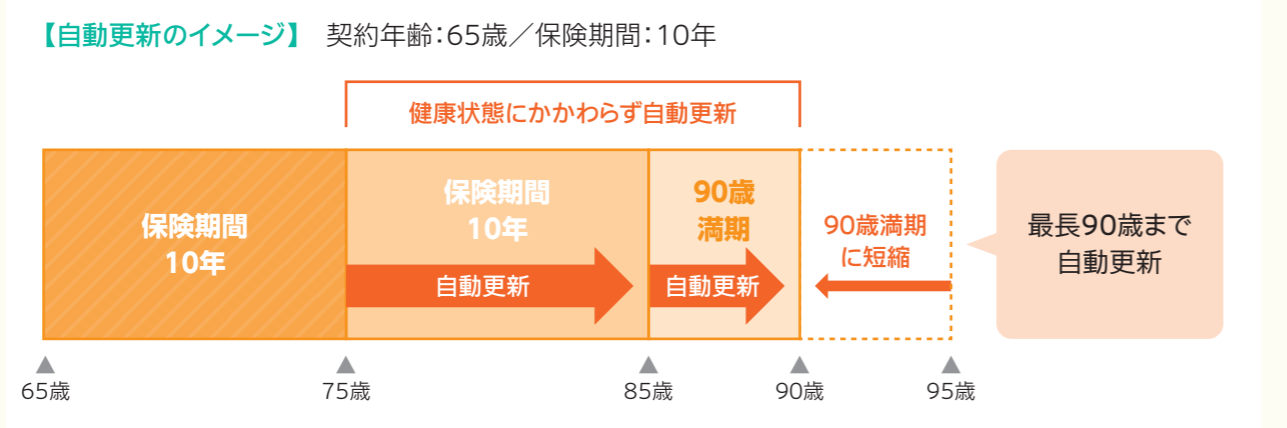 【自動更新のイメージ】 契約年齢：65歳／保険期間：10年
健康状態にかかわらず自動更新
保険期間
10年
保険期間
10年
自動更新
90歳
満期
自動更新
90歳満期
に短縮
最長90歳まで
自動更新
65歳
75歳
85歳
90歳
95歳